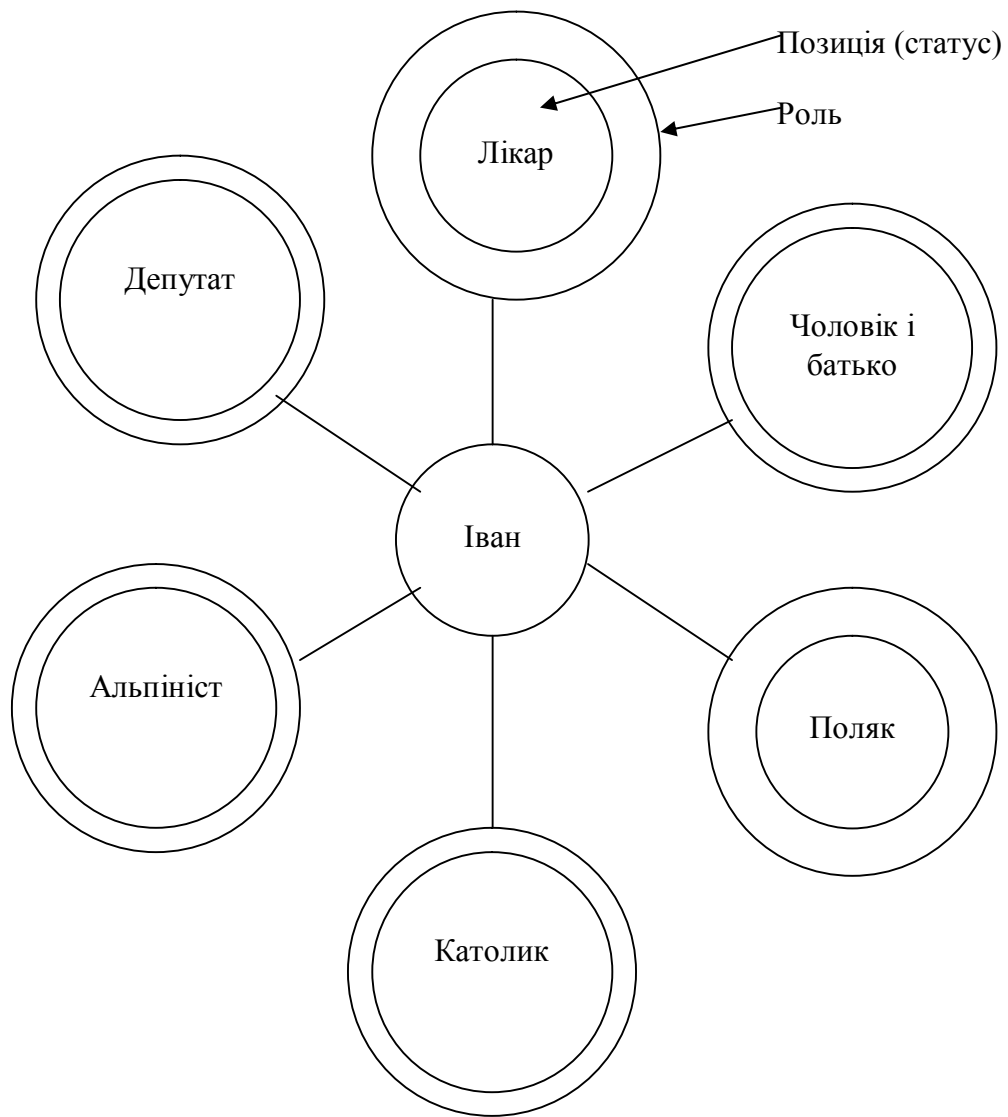 Позиція (статус)
Роль
Лікар
Депутат
Чоловік і
батько
Іван
Альпініст
Поляк
Католик